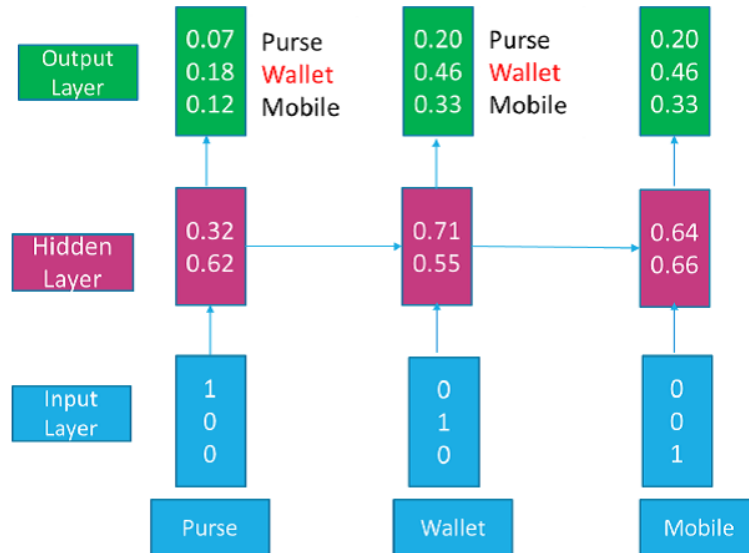 Output
Layer
0.07
0.18
0.12
Purse
Wallet
Mobile
0.20
0.46
0.33
Purse
Wallet
Mobile
0.20
0.46
0.33
Hidden
Layer
0.32
0.62
0.71
0.55
0.64
0.66
Input
Layer
1
0
0
0
1
0
0
0
1
Purse
Wallet
Mobile